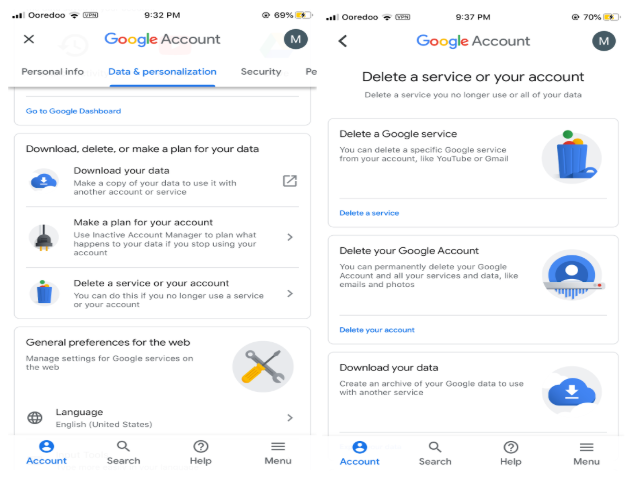 Ooredoo VPN 9:32 PM 69%
Google Account M
Personal info Data & personalization Security Pe
Go to Google Dashboard
Download, delete, or make a plan for your data
Download your data
Make a copy of your data to use it with
another account or service
Make a plan for your account
Use Inactive Account Manager to plan what
happens to your data if you stop using your
account
Delete a service or your account
You can do this if you no longer use a service
or your account
General preferences for the web
Manage settings for Google services on
the web
Language
English (United States)
Account Search Help Menu
Ooredoo VPN 9:37 PM 70%
Google Account M
Delete a service or your account
Delete a service you no longer use or all of your data
Delete a Google service
You can delete a specific Google service
from your account, like YouTube or Gmail
Delete a service
Delete your Google Account
You can permanently delete your Google
Account and all your services and data, like
emails and photos
Delete your account
Download your data
Create an archive of your Google data to use
with another service
Account Search Help Menu